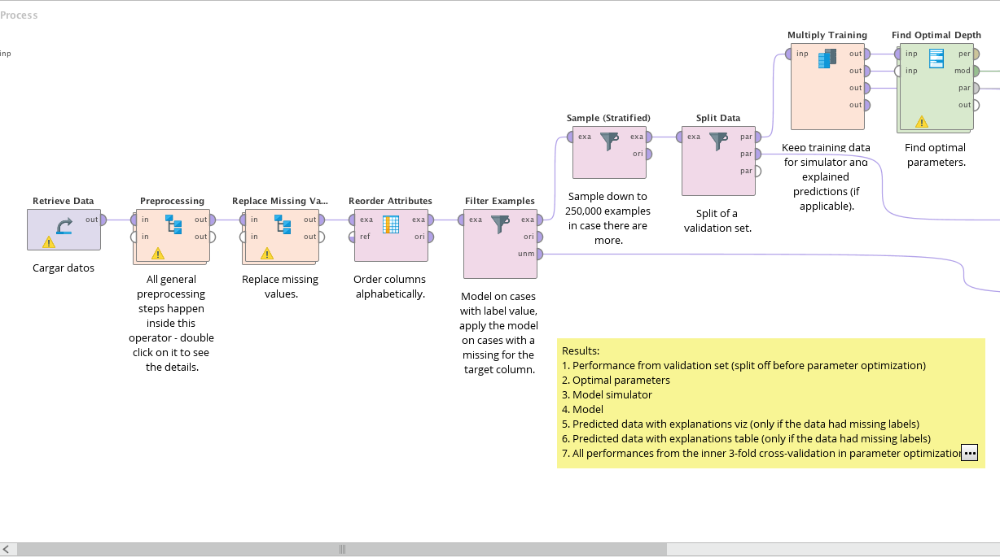 Process
inp
Multiply Training
inp
out
out
out
out
Keep training data
for simulator and
explained
predictions (if
applicable).
Find Optimal Depth
inp
inp
per
mod
par
out
Find optimal
parameters.
Sample (Stratified)
exa
exa
ori
Sample down to
250,000 examples
in case there are
more.
Split Data
exa
par
par
par
Split of a
validation set.
Retrieve Data
out
Cargar datos
Preprocessing
in
in
out
out
All general
preprocessing
steps happen
inside this
operator - double
click on it to see
the details.
Replace Missing Va...
in
in
out
out
Replace missing
values.
Reorder Attributes
exa
ref
exa
ori
Order columns
alphabetically.
Filter Examples
exa
exa
ori
unm
Model on cases
with label value,
apply the model
on cases with a
missing for the
target column.
Results:
1. Performance from validation set (split off before parameter optimization)
2. Optimal parameters
3. Model simulator
4. Model
5. Predicted data with explanations viz (only if the data had missing labels)
6. Predicted data with explanations table (only if the data had missing labels)
7. All performances from the inner 3-fold cross-validation in parameter optimization